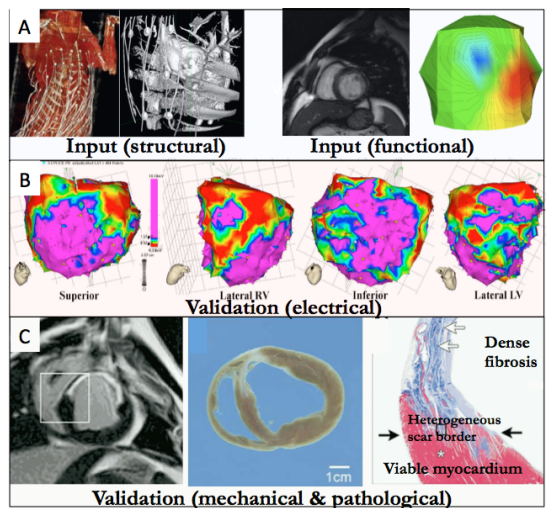 A
Input (structural)
Input (functional)
B
Superior
Lateral RV
Inferior
Lateral LV
Validation (electrical)
C
1cm
Dense
fibrosis
Heterogeneous
scar border
Viable myocardium
Validation (mechanical & pathological)